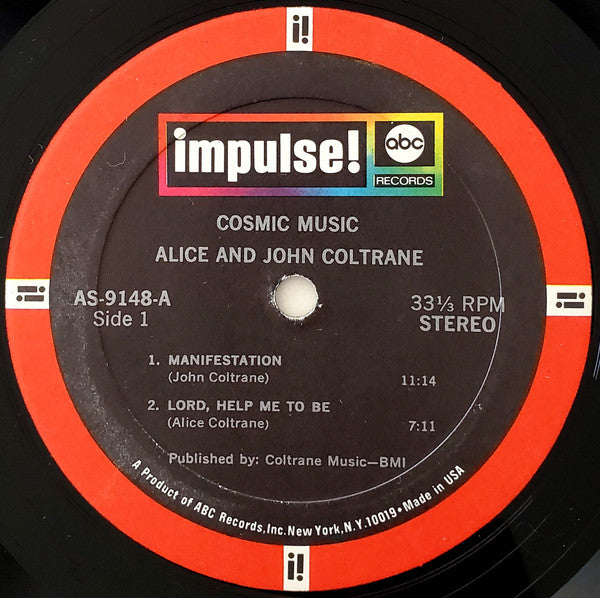 i!
impulse!
abc
RECORDS
COSMIC MUSIC
ALICE AND JOHN COLTRANE
AS-9148-A
Side 1
33⅓ RPM
STEREO
i!
i!
1. MANIFESTATION
(John Coltrane)
11:14
2. LORD, HELP ME TO BE
(Alice Coltrane)
7:11
Published by: Coltrane Music—BMI
A Product of ABC Records, Inc. New York, N.Y. 10019 • Made in USA
i!